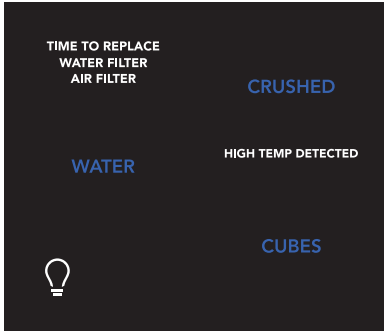 TIME TO REPLACE
WATER FILTER
AIR FILTER
CRUSHED
HIGH TEMP DETECTED
WATER
CUBES